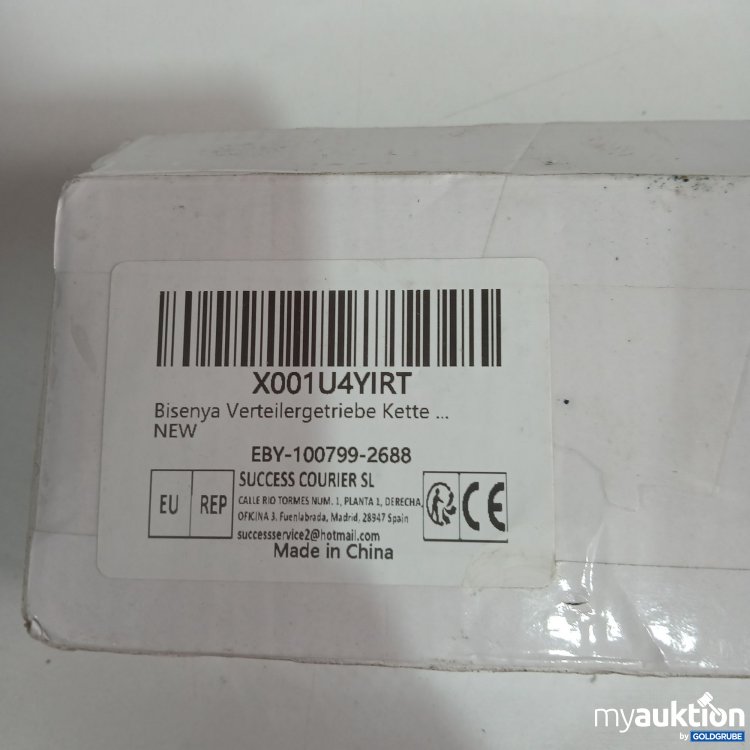 X001U4YIRT
Bisenya Verteilergetriebe Kette ...
NEW
EBY-100799-2688
EU REP
SUCCESS COURIER SL
CALLE RIO TORMES NUM. 1, PLANTA 1, DERECHA,
OFICINA 3. Fuenlabrada, Madrid, 28947 Spain
successservice2@hotmail.com
CE
Made in China
myauktion
by GOLDGRUBE